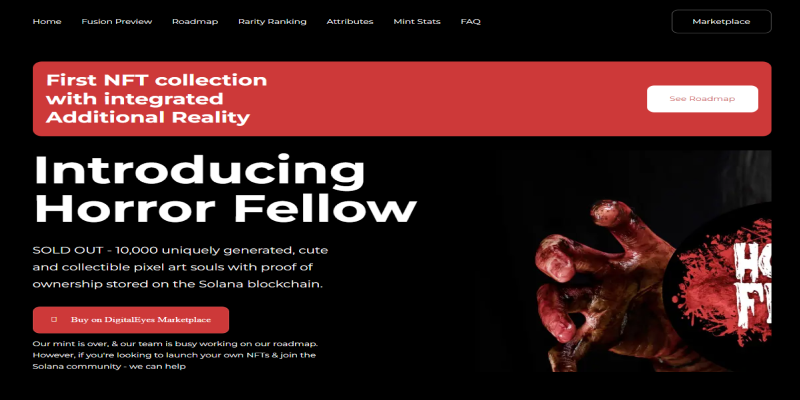 Home Fusion Preview Roadmap Rarity Ranking Attributes Mint Stats FAQ Marketplace
First NFT collection
with integrated
Additional Reality
See Roadmap
Introducing
Horror Fellow
SOLD OUT - 10,000 uniquely generated, cute
and collectible pixel art souls with proof of
ownership stored on the Solana blockchain.
Buy on DigitalEyes Marketplace
Our mint is over, & our team is busy working on our roadmap.
However, if you're looking to launch your own NFTs & join the
Solana community - we can help